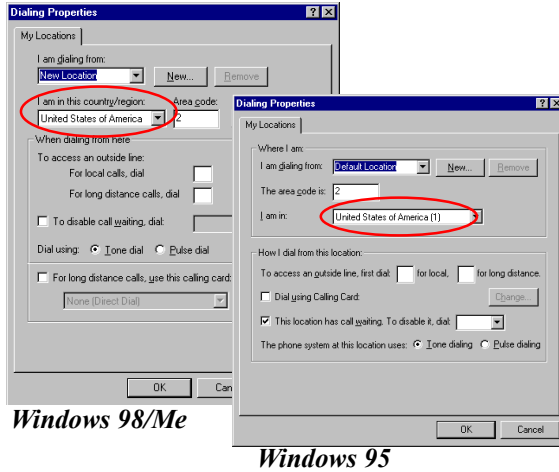 Dialing Properties
My Locations
I am dialing from:
New Location
New...
Remove
I am in this country/region:
Area code:
United States of America
2
When dialing from here
To access an outside line:
For local calls, dial
For long distance calls, dial
To disable call waiting, dial:
Dial using:
Tone dial
Pulse dial
For long distance calls, use this calling card:
None (Direct Dial)
OK
Can
Windows 98/Me
Dialing Properties
My Locations
Where I am:
I am dialing from:
Default Location
New...
Remove
The area code is:
2
I am in:
United States of America (1)
How I dial from this location:
To access an outside line, first dial:
for local,
for long distance.
Dial using Calling Card:
Change...
This location has call waiting. To disable it, dial:
The phone system at this location uses:
Tone dialing
Pulse dialing
OK
Cancel
Windows 95